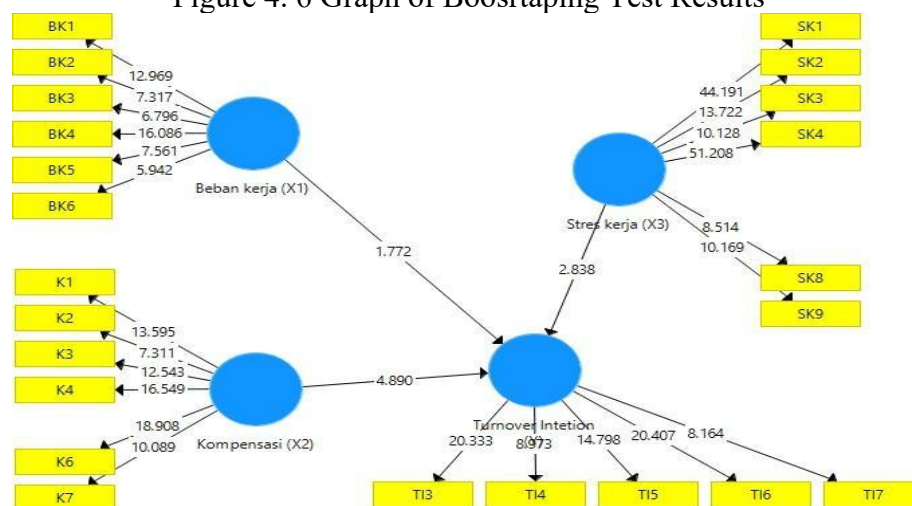 Figure 4. 6 Graph of Boosrtaping Test Results
BK1
BK2
BK3
BK4
BK5
BK6
12.969
7.317
6.796
16.086
7.561
5.942
Beban kerja (X1)
SK1
SK2
SK3
SK4
SK8
SK9
44.191
13.722
10.128
51.208
8.514
10.169
Stres kerja (X3)
1.772
2.838
4.890
K1
K2
K3
K4
K6
K7
13.595
7.311
12.543
16.549
18.908
10.089
Kompensasi (X2)
Turnover Intetion
20.333
8.973
14.798
20.407
8.164
TI3
TI4
TI5
TI6
TI7